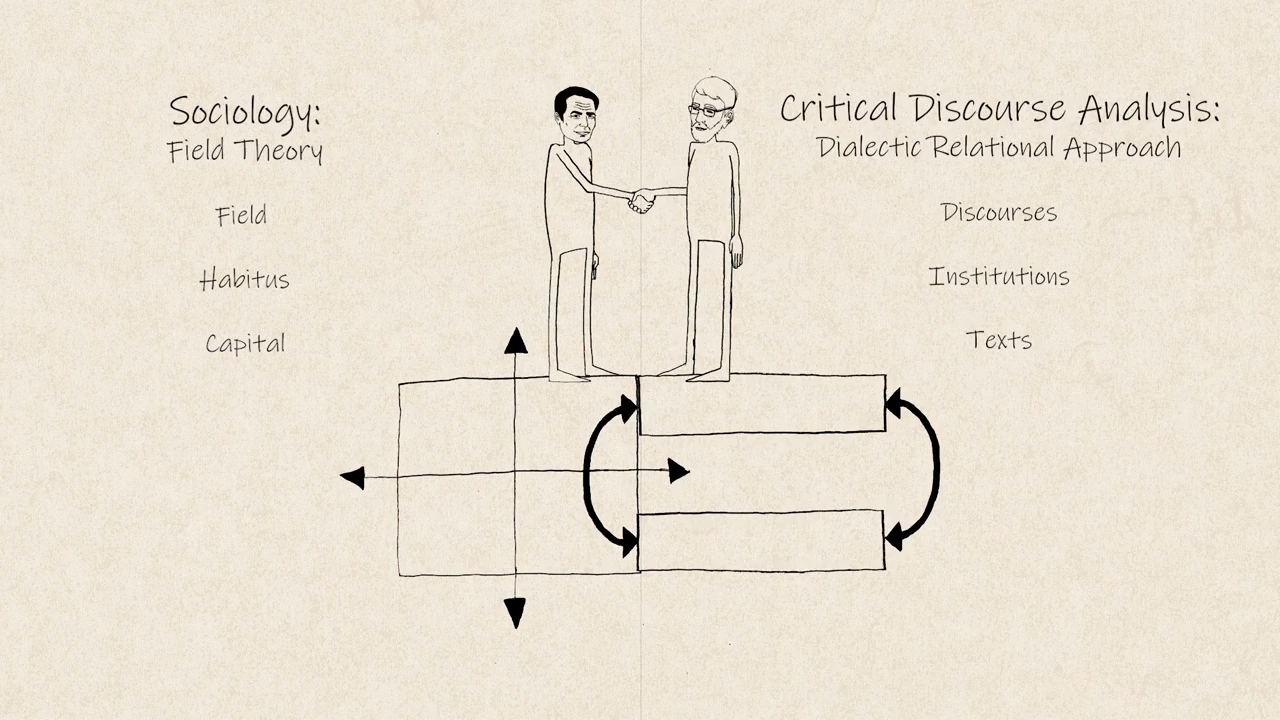 Sociology:
Field Theory
Field
Habitus
Capital
Critical Discourse Analysis:
Dialectic Relational Approach
Discourses
Institutions
Texts